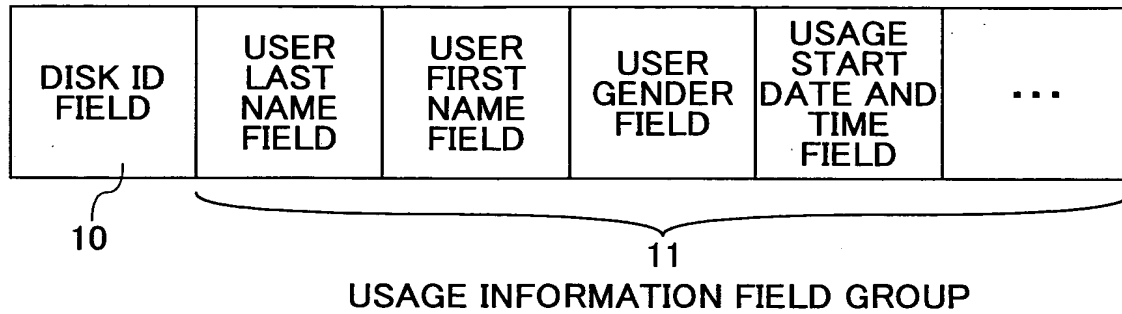 DISK ID
FIELD
USER
LAST
NAME
FIELD
USER
FIRST
NAME
FIELD
USER
GENDER
FIELD
USAGE
START
DATE AND
TIME
FIELD
...
10
11
USAGE INFORMATION FIELD GROUP